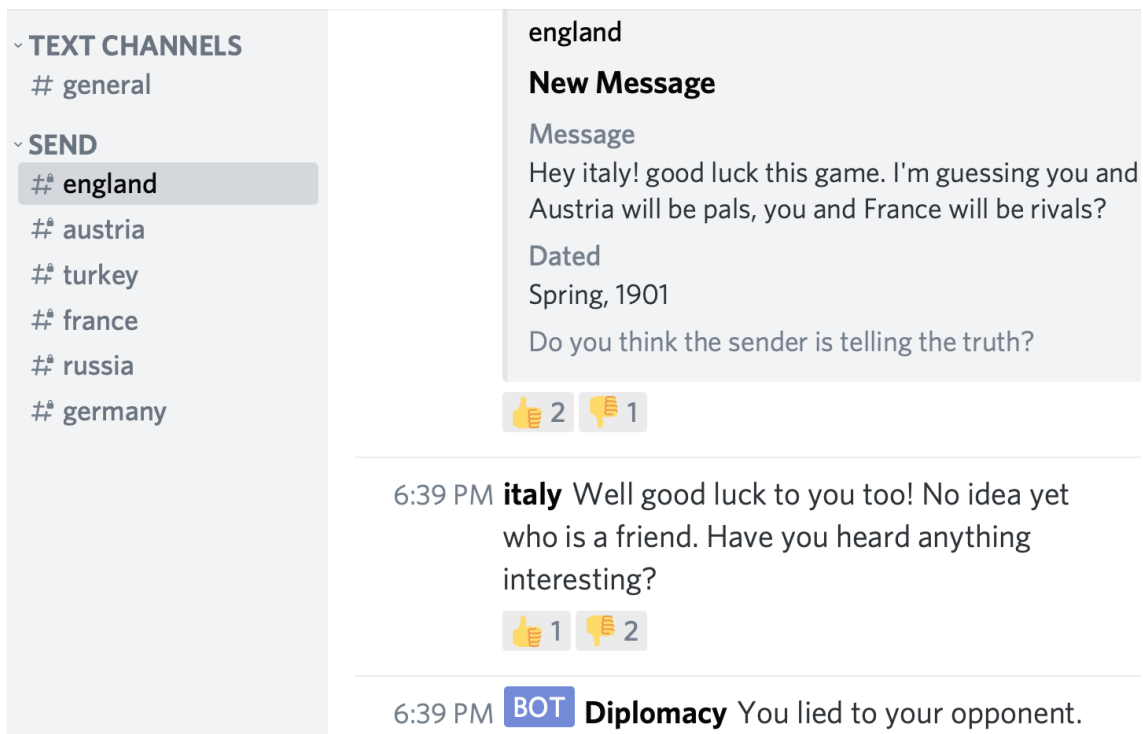 TEXT CHANNELS
# general
SEND
# england
# austria
# turkey
# france
# russia
# germany
england
New Message
Message
Hey italy! good luck this game. I'm guessing you and
Austria will be pals, you and France will be rivals?
Dated
Spring, 1901
Do you think the sender is telling the truth?
👍 2 👎 1
6:39 PM italy Well good luck to you too! No idea yet
who is a friend. Have you heard anything
interesting?
👍 1 👎 2
6:39 PM BOT Diplomacy You lied to your opponent.